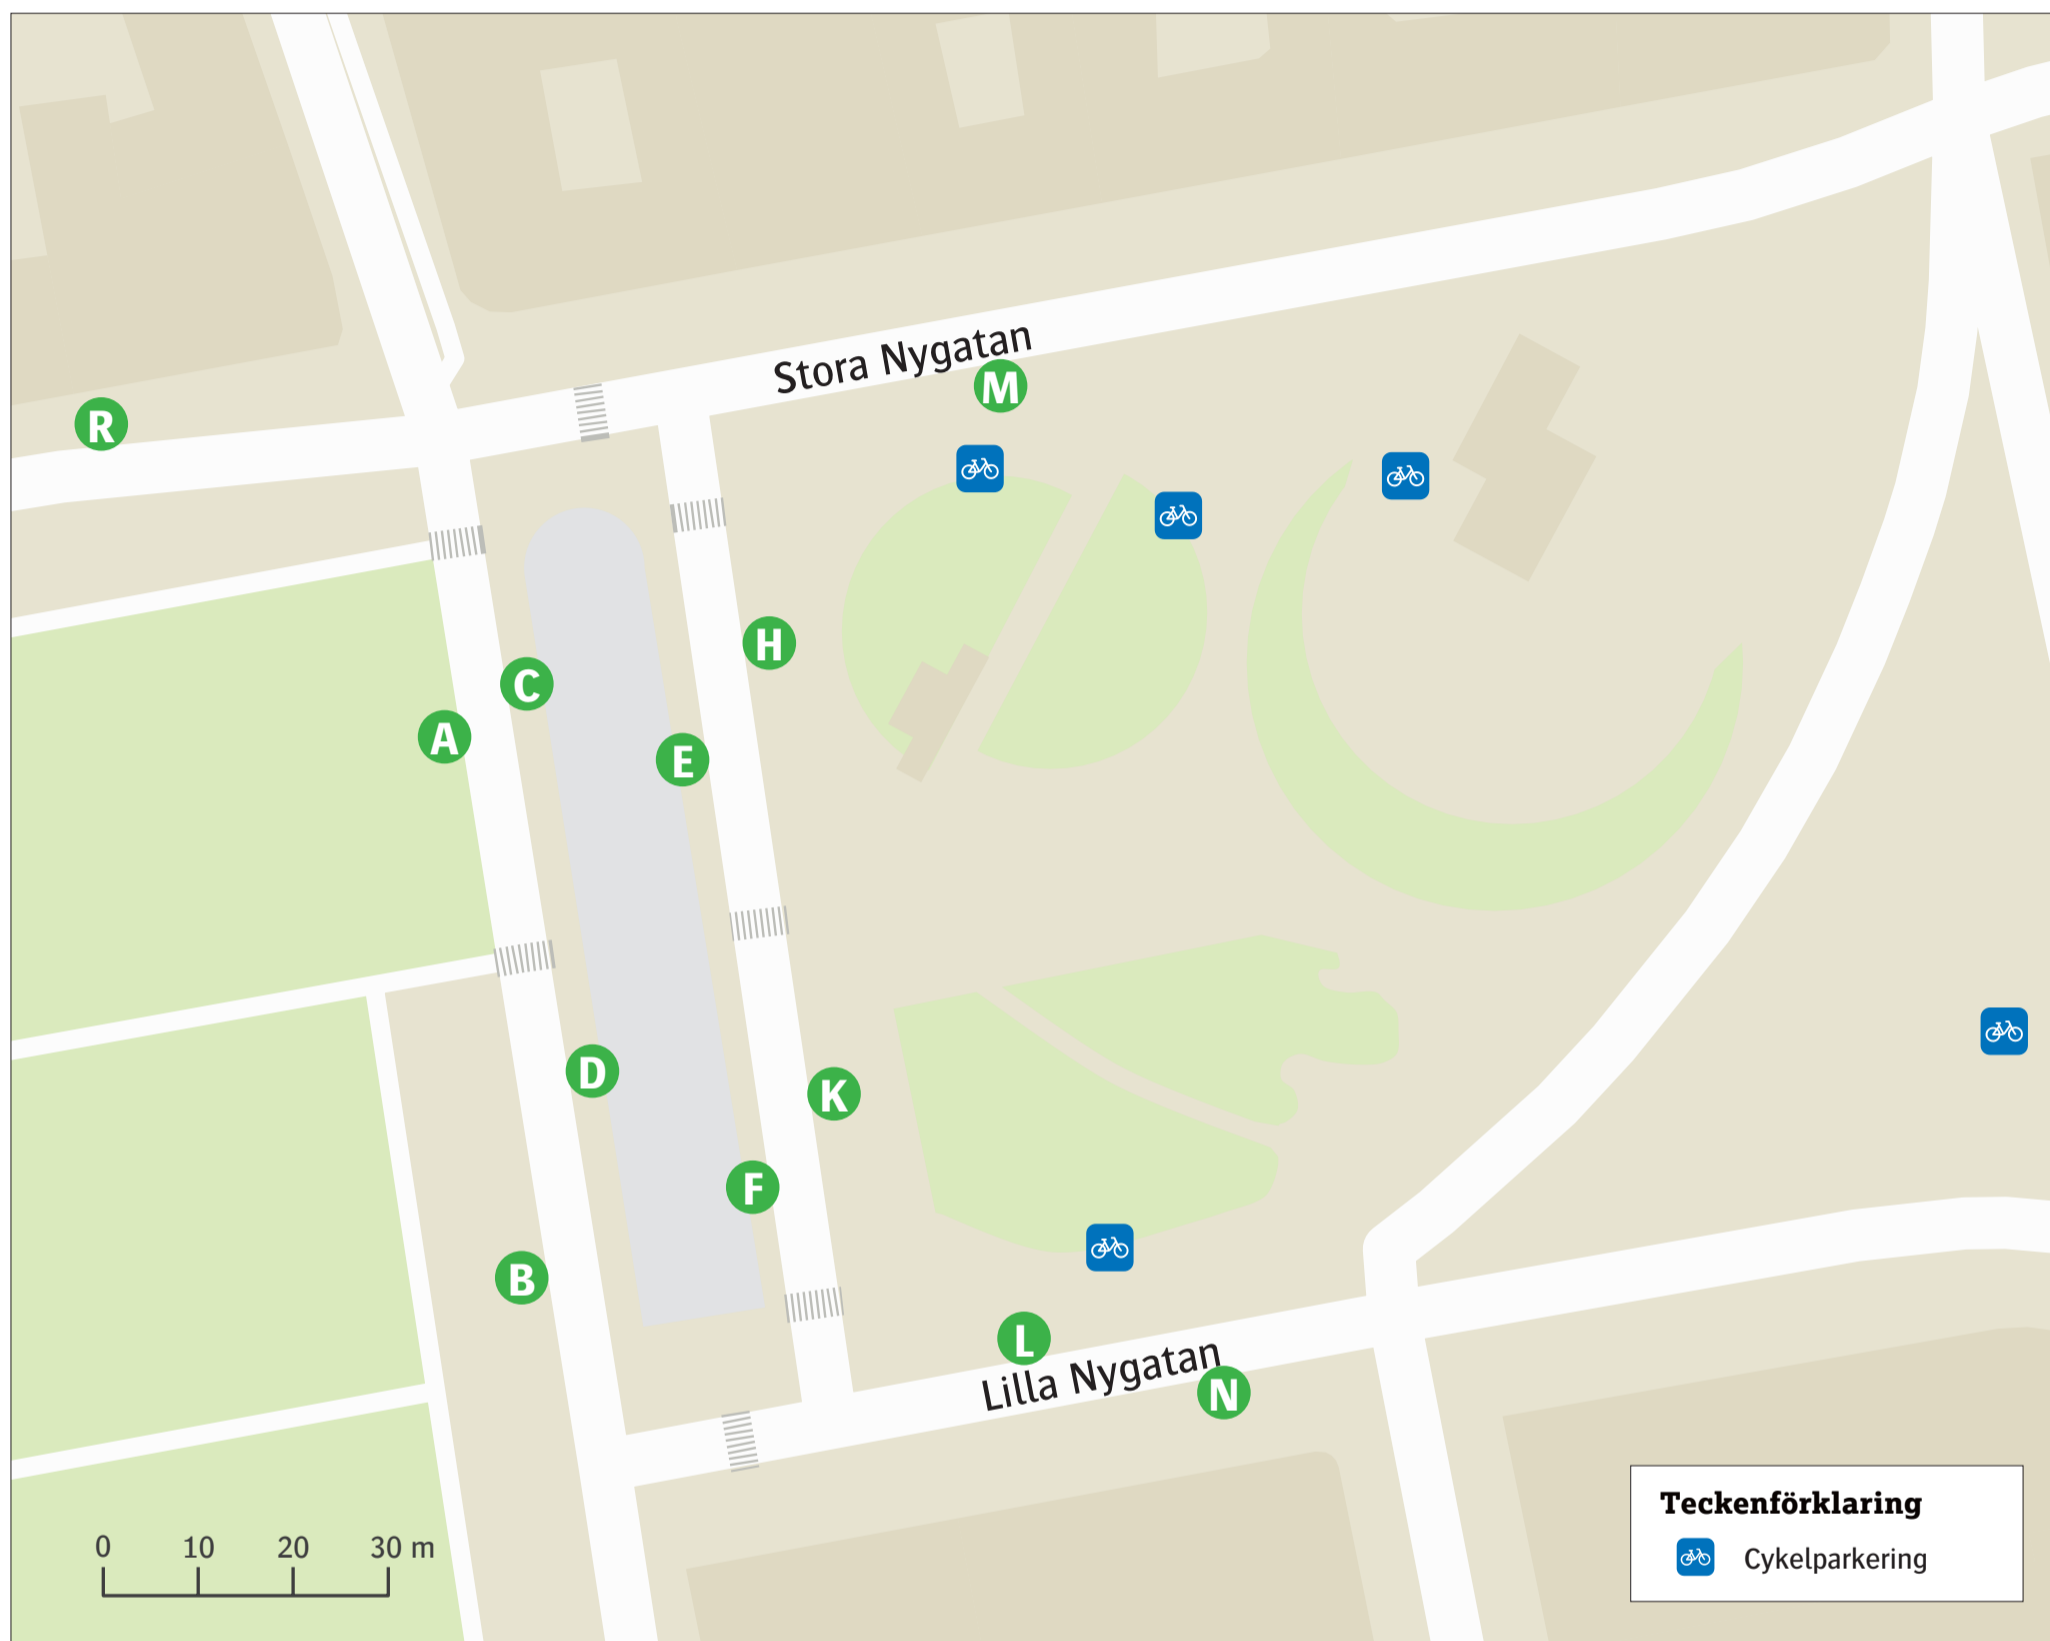 Stora Nygatan
M
R
H
C
A
E
D
K
F
B
L
Lilla Nygatan
N
0 10 20 30 m
Teckenförklaring
Cykelparkering